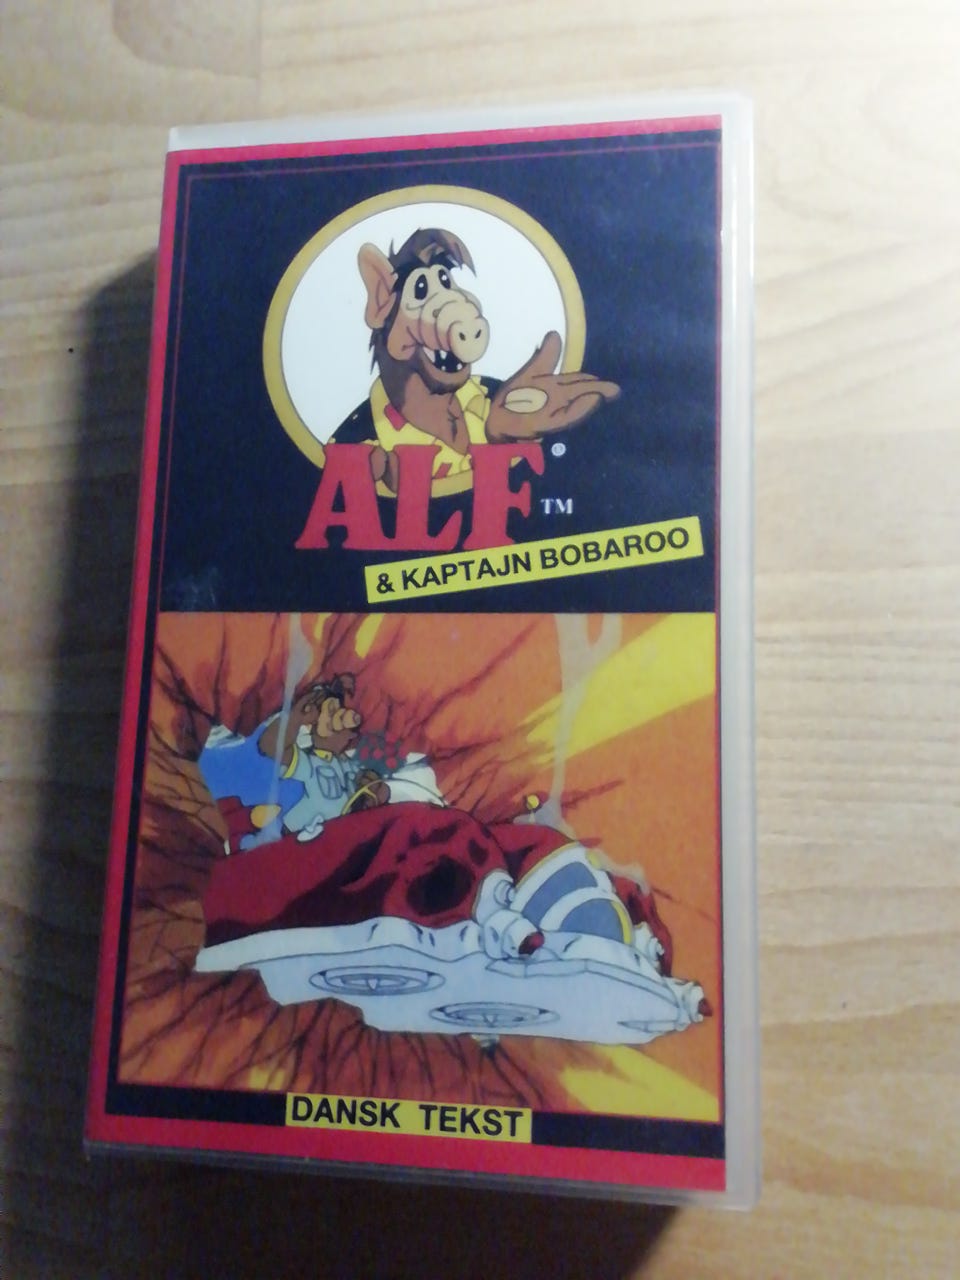 ALF®
TM
& KAPTAJN BOBAROO
DANSK TEKST